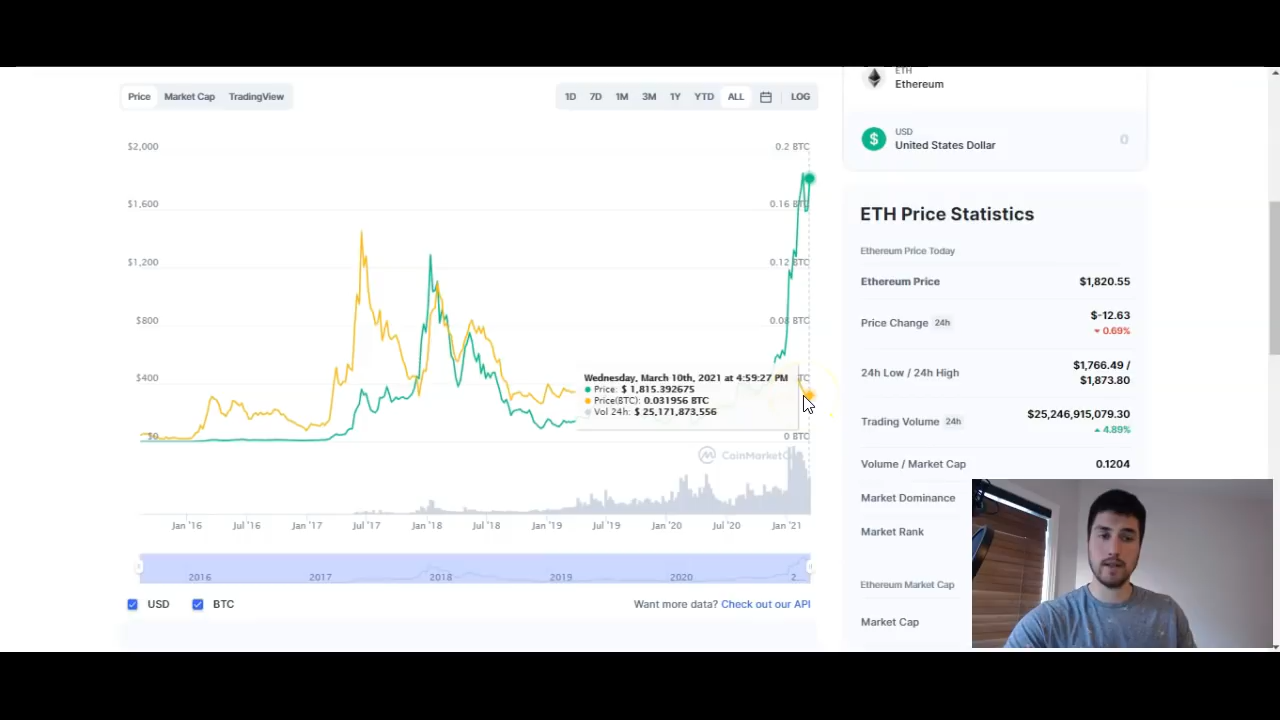 ETH
Ethereum
Price Market Cap TradingView
1D 7D 1M 3M 1Y YTD ALL LOG
USD
United States Dollar
0
$2,000
0.2 BTC
$1,600
0.16 BTC
$1,200
0.12 BTC
$800
0.08 BTC
$400
$0
0 BTC
Wednesday, March 10th, 2021 at 4:59:27 PM
Price: $ 1,815.392675
Price(BTC): 0.031956 BTC
Vol 24h: $ 25,171,873,556
Jan '16 Jul '16 Jan '17 Jul '17 Jan '18 Jul '18 Jan '19 Jul '19 Jan '20 Jul '20 Jan '21
2016 2017 2018 2019 2020 2...
USD BTC
Want more data? Check out our API
ETH Price Statistics
Ethereum Price Today
Ethereum Price $1,820.55
Price Change 24h $-12.63
0.69%
24h Low / 24h High $1,766.49 /
$1,873.80
Trading Volume 24h $25,246,915,079.30
4.89%
Volume / Market Cap 0.1204
Market Dominance
Market Rank
Ethereum Market Cap
Market Cap